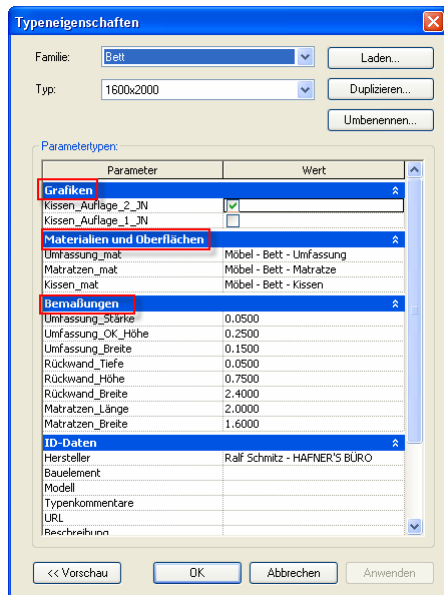 Typeneigenschaften
Familie: Bett Laden...
Typ: 1600x2000 Duplizieren...
Umbenennen...
Parametertypen:
Parameter Wert
Grafiken
Kissen_Auflage_2_JN
Kissen_Auflage_1_JN
Materialien und Oberflächen
Umfassung_mat Möbel - Bett - Umfassung
Matratzen_mat Möbel - Bett - Matratze
Kissen_mat Möbel - Bett - Kissen
Bemaßungen
Umfassung_Stärke 0.0500
Umfassung_OK_Höhe 0.2500
Umfassung_Breite 0.1500
Rückwand_Tiefe 0.0500
Rückwand_Höhe 0.7500
Rückwand_Breite 2.4000
Matratzen_Länge 2.0000
Matratzen_Breite 1.6000
ID-Daten
Hersteller Ralf Schmitz - HAFNER'S BÜRO
Bauelement
Modell
Typenkommentare
URL
Beschreibung
<< Vorschau OK Abbrechen Anwenden